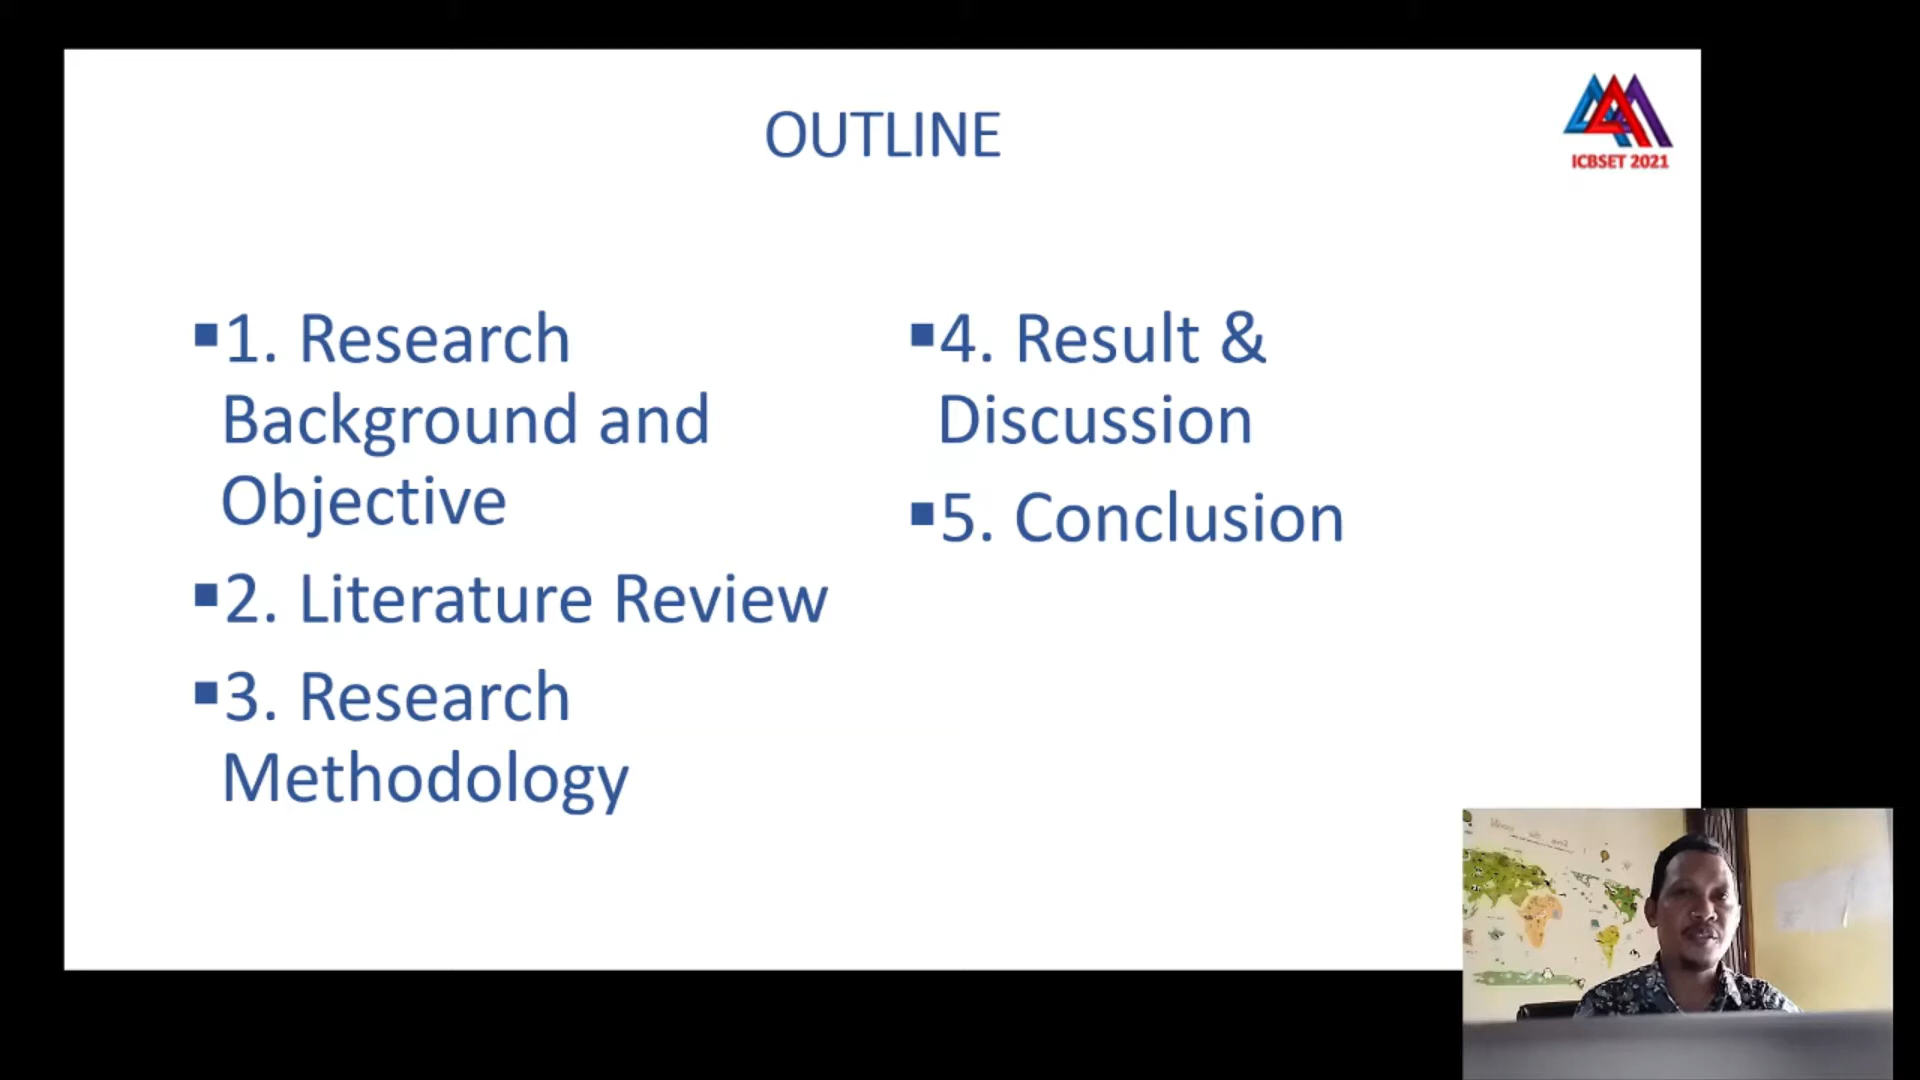 OUTLINE
ICBSET 2021
▪1. Research
Background and
Objective
▪2. Literature Review
▪3. Research
Methodology
▪4. Result &
Discussion
▪5. Conclusion